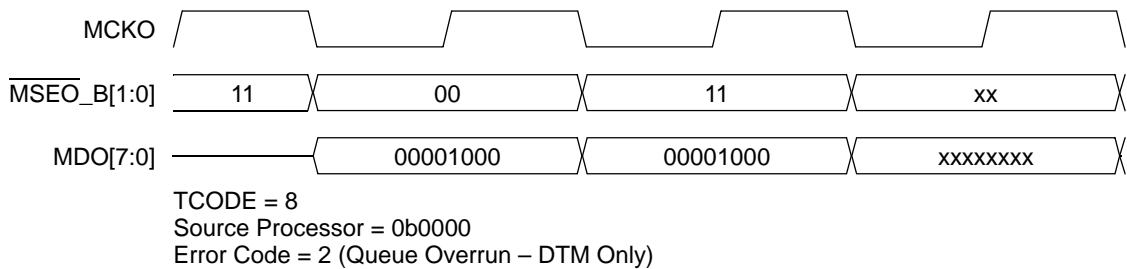 MCKO
MSEO_B[1:0] 11 00 11 xx
MDO[7:0] 00001000 00001000 xxxxxxxx
TCODE = 8
Source Processor = 0b0000
Error Code = 2 (Queue Overrun – DTM Only)